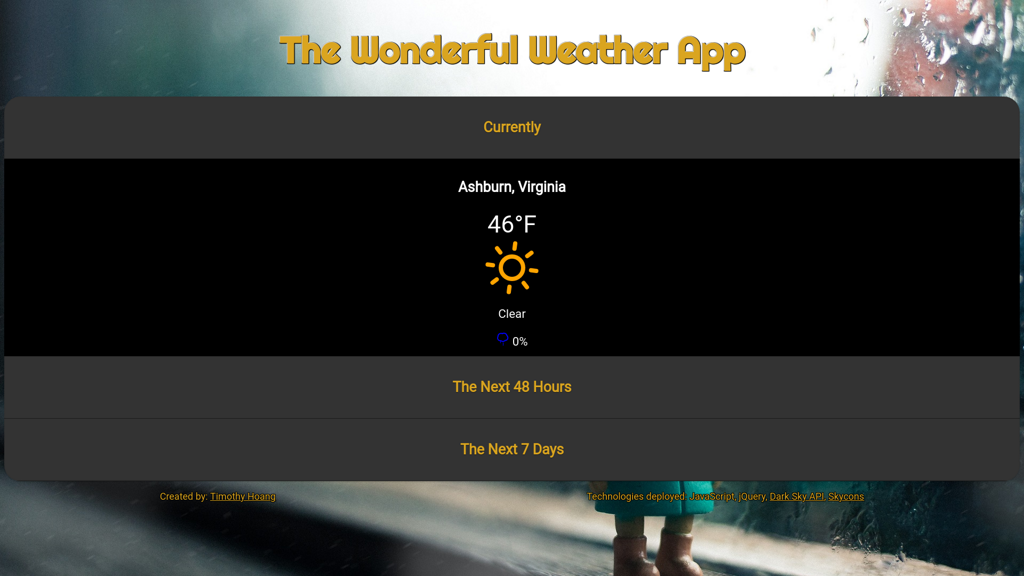 The Wonderful Weather App
Currently
Ashburn, Virginia
46°F
Clear
0%
The Next 48 Hours
The Next 7 Days
Created by: Timothy Hoang
Technologies deployed: JavaScript, jQuery, Dark Sky API, Skycons